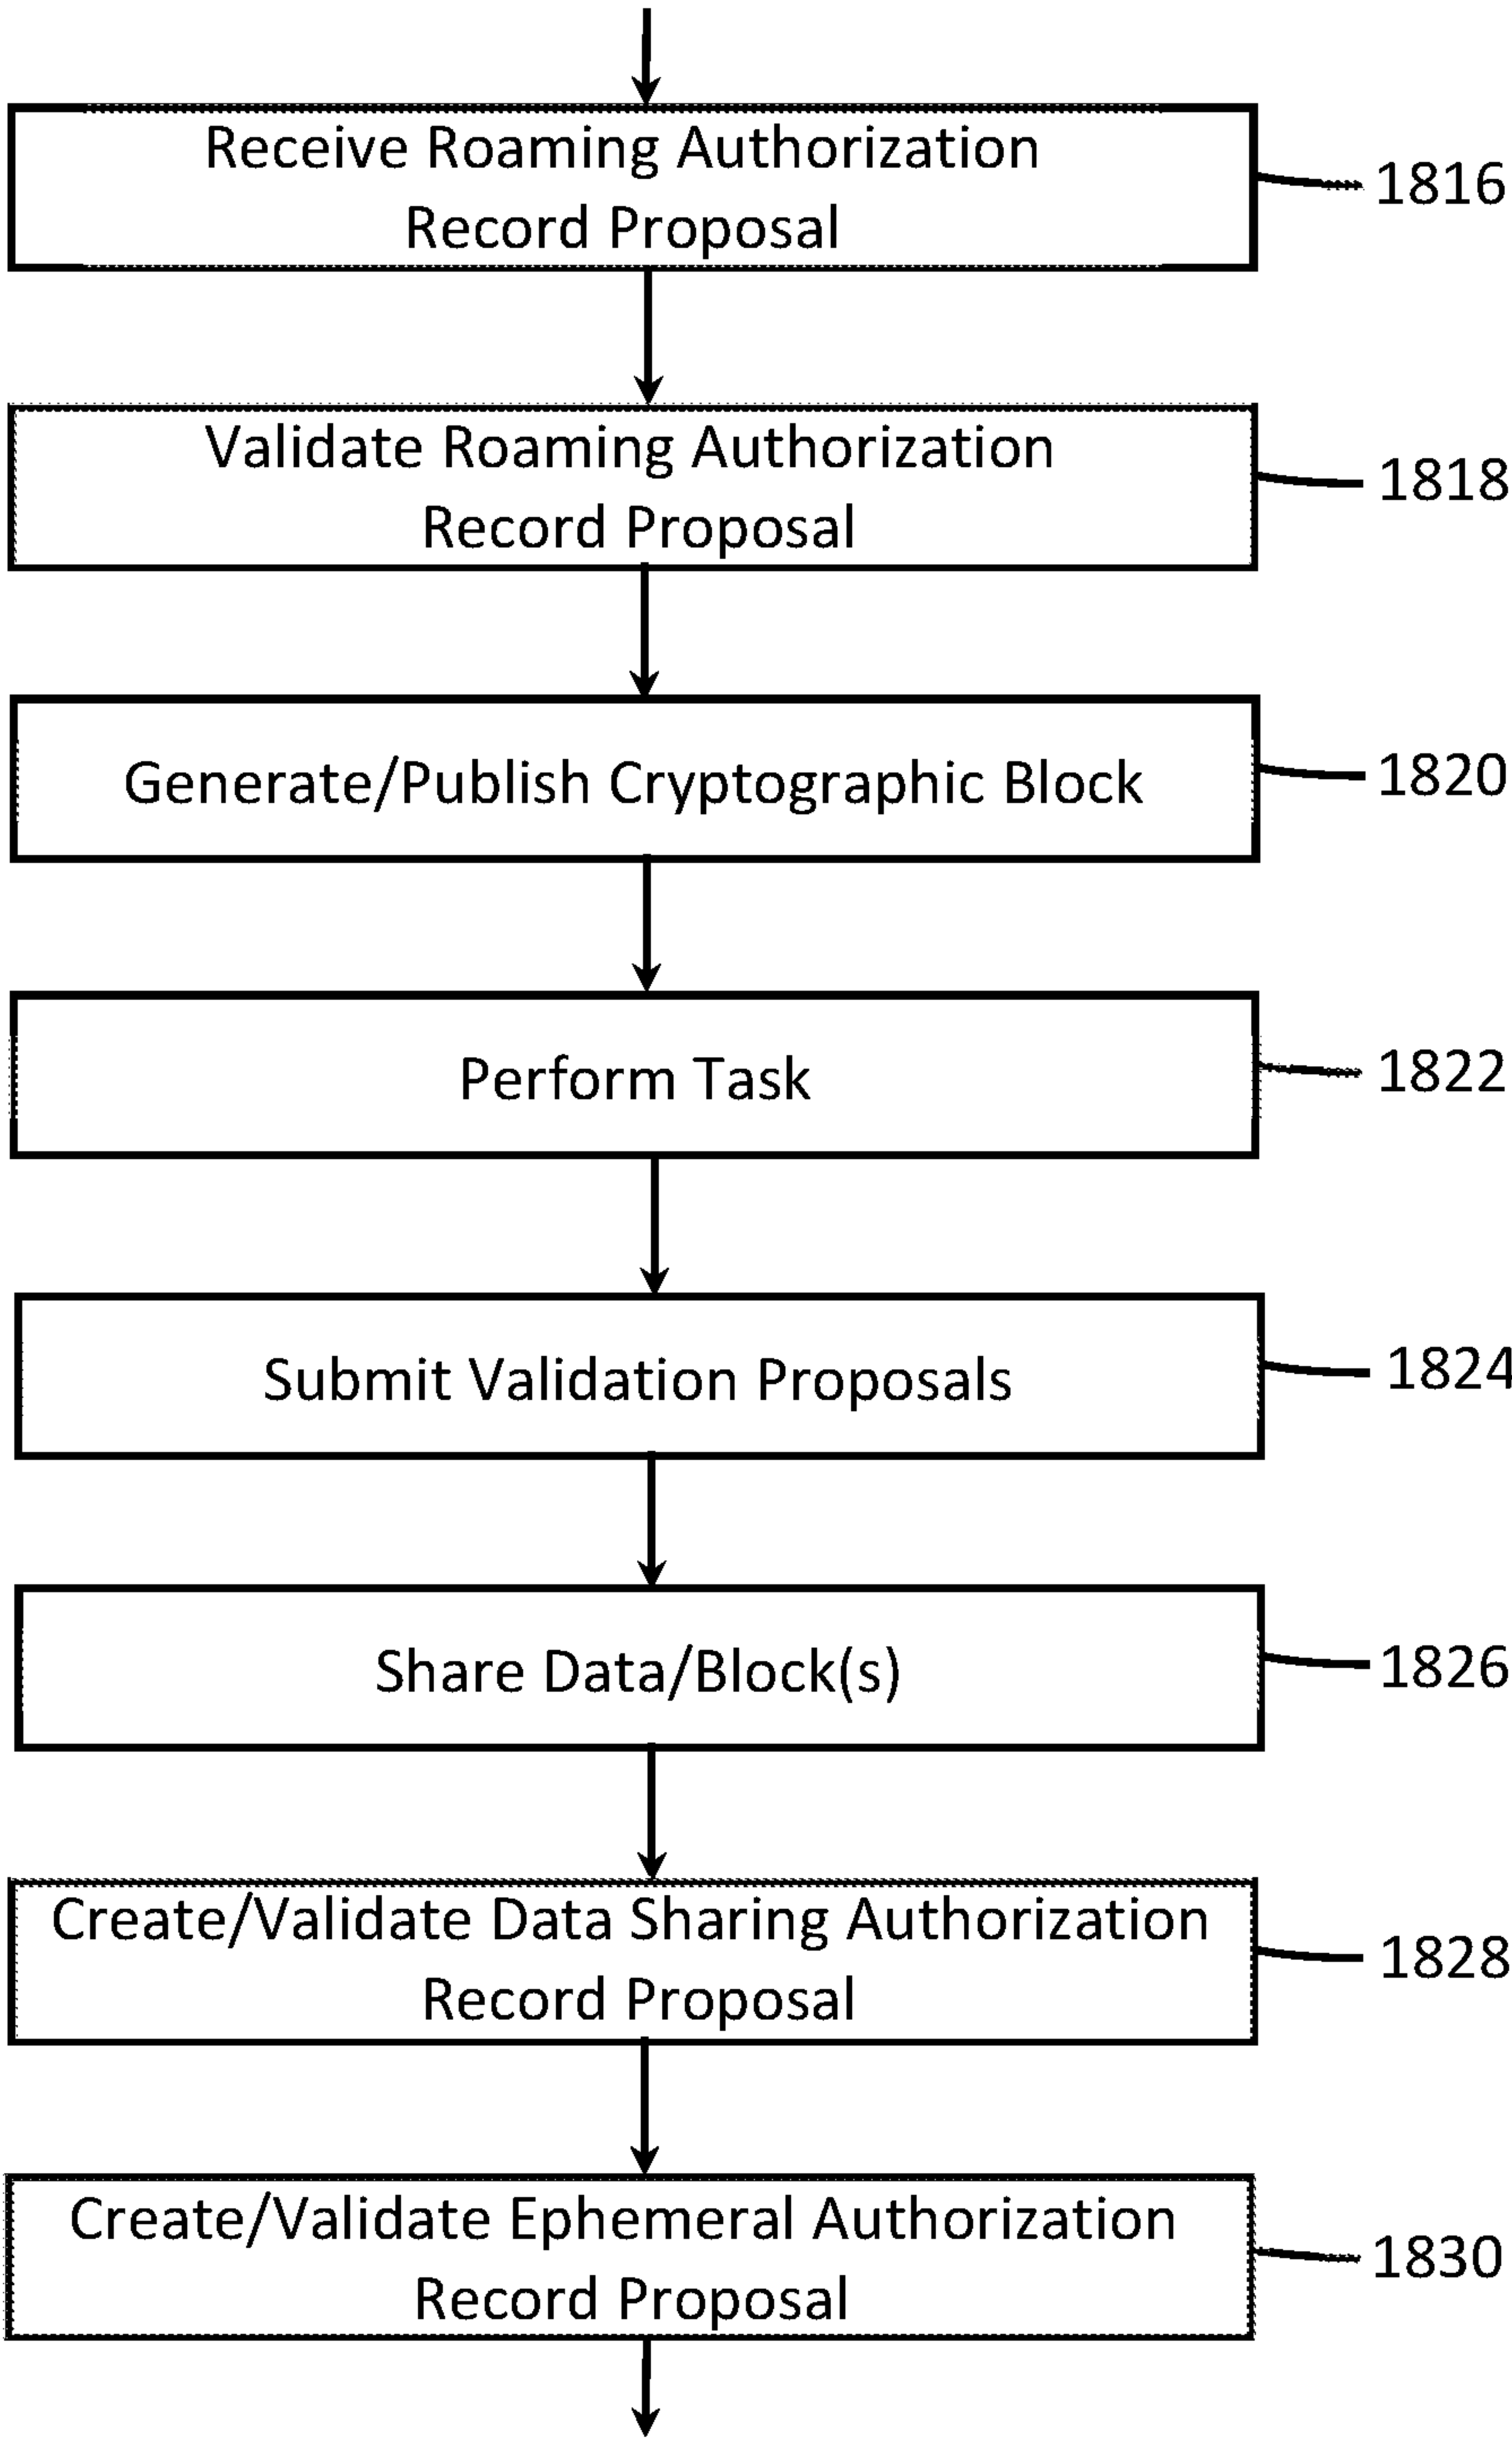 Receive Roaming Authorization
Record Proposal
1816
Validate Roaming Authorization
Record Proposal
1818
Generate/Publish Cryptographic Block
1820
Perform Task
1822
Submit Validation Proposals
1824
Share Data/Block(s)
1826
Create/Validate Data Sharing Authorization
Record Proposal
1828
Create/Validate Ephemeral Authorization
Record Proposal
1830